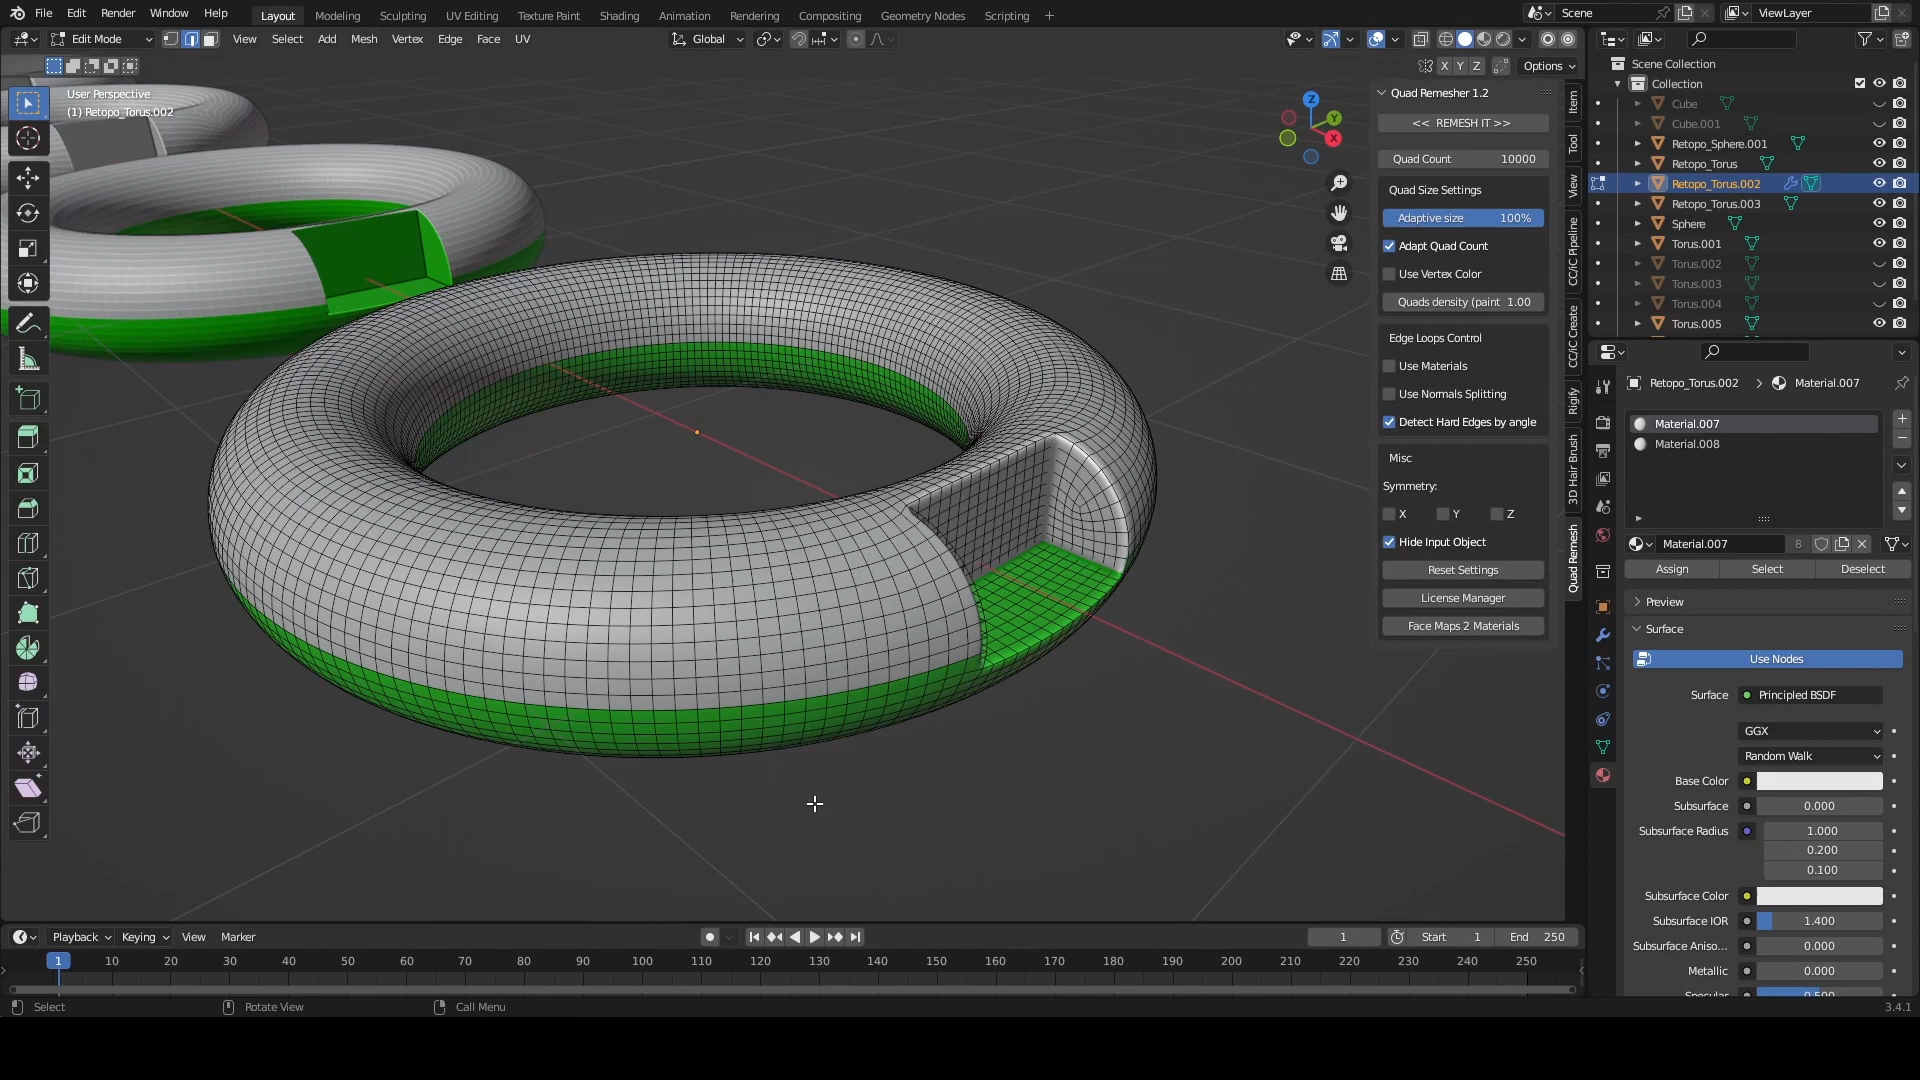 File Edit Render Window Help Layout Modeling Sculpting UV Editing Texture Paint Shading Animation Rendering Compositing Geometry Nodes Scripting + Scene ViewLayer
Edit Mode View Select Add Mesh Vertex Edge Face UV Global
X Y Z Options
User Perspective
(1) Retopo_Torus.002
Z
Y
X
Quad Remesher 1.2
<< REMESH IT >>
Quad Count 10000
Quad Size Settings
Adaptive size 100%
Adapt Quad Count
Use Vertex Color
Quads density (paint 1.00
Edge Loops Control
Use Materials
Use Normals Splitting
Detect Hard Edges by angle
Misc
Symmetry:
X Y Z
Hide Input Object
Reset Settings
License Manager
Face Maps 2 Materials
Item
Tool
View
CC/iC Pipeline
CC/iC Create
Rigify
3D Hair Brush
Quad Remesh
Scene Collection
Collection
Cube
Cube.001
Retopo_Sphere.001
Retopo_Torus
Retopo_Torus.002
Retopo_Torus.003
Sphere
Torus.001
Torus.002
Torus.003
Torus.004
Torus.005
Retopo_Torus.002 > Material.007
Material.007
Material.008
Material.007 8
Assign Select Deselect
Preview
Surface
Use Nodes
Surface Principled BSDF
GGX
Random Walk
Base Color
Subsurface 0.000
Subsurface Radius 1.000
0.200
0.100
Subsurface Color
Subsurface IOR 1.400
Subsurface Aniso... 0.000
Metallic 0.000
Specular 0.500
Playback Keying View Marker 1 Start 1 End 250
1 10 20 30 40 50 60 70 80 90 100 110 120 130 140 150 160 170 180 190 200 210 220 230 240 250
Select Rotate View Call Menu 3.4.1